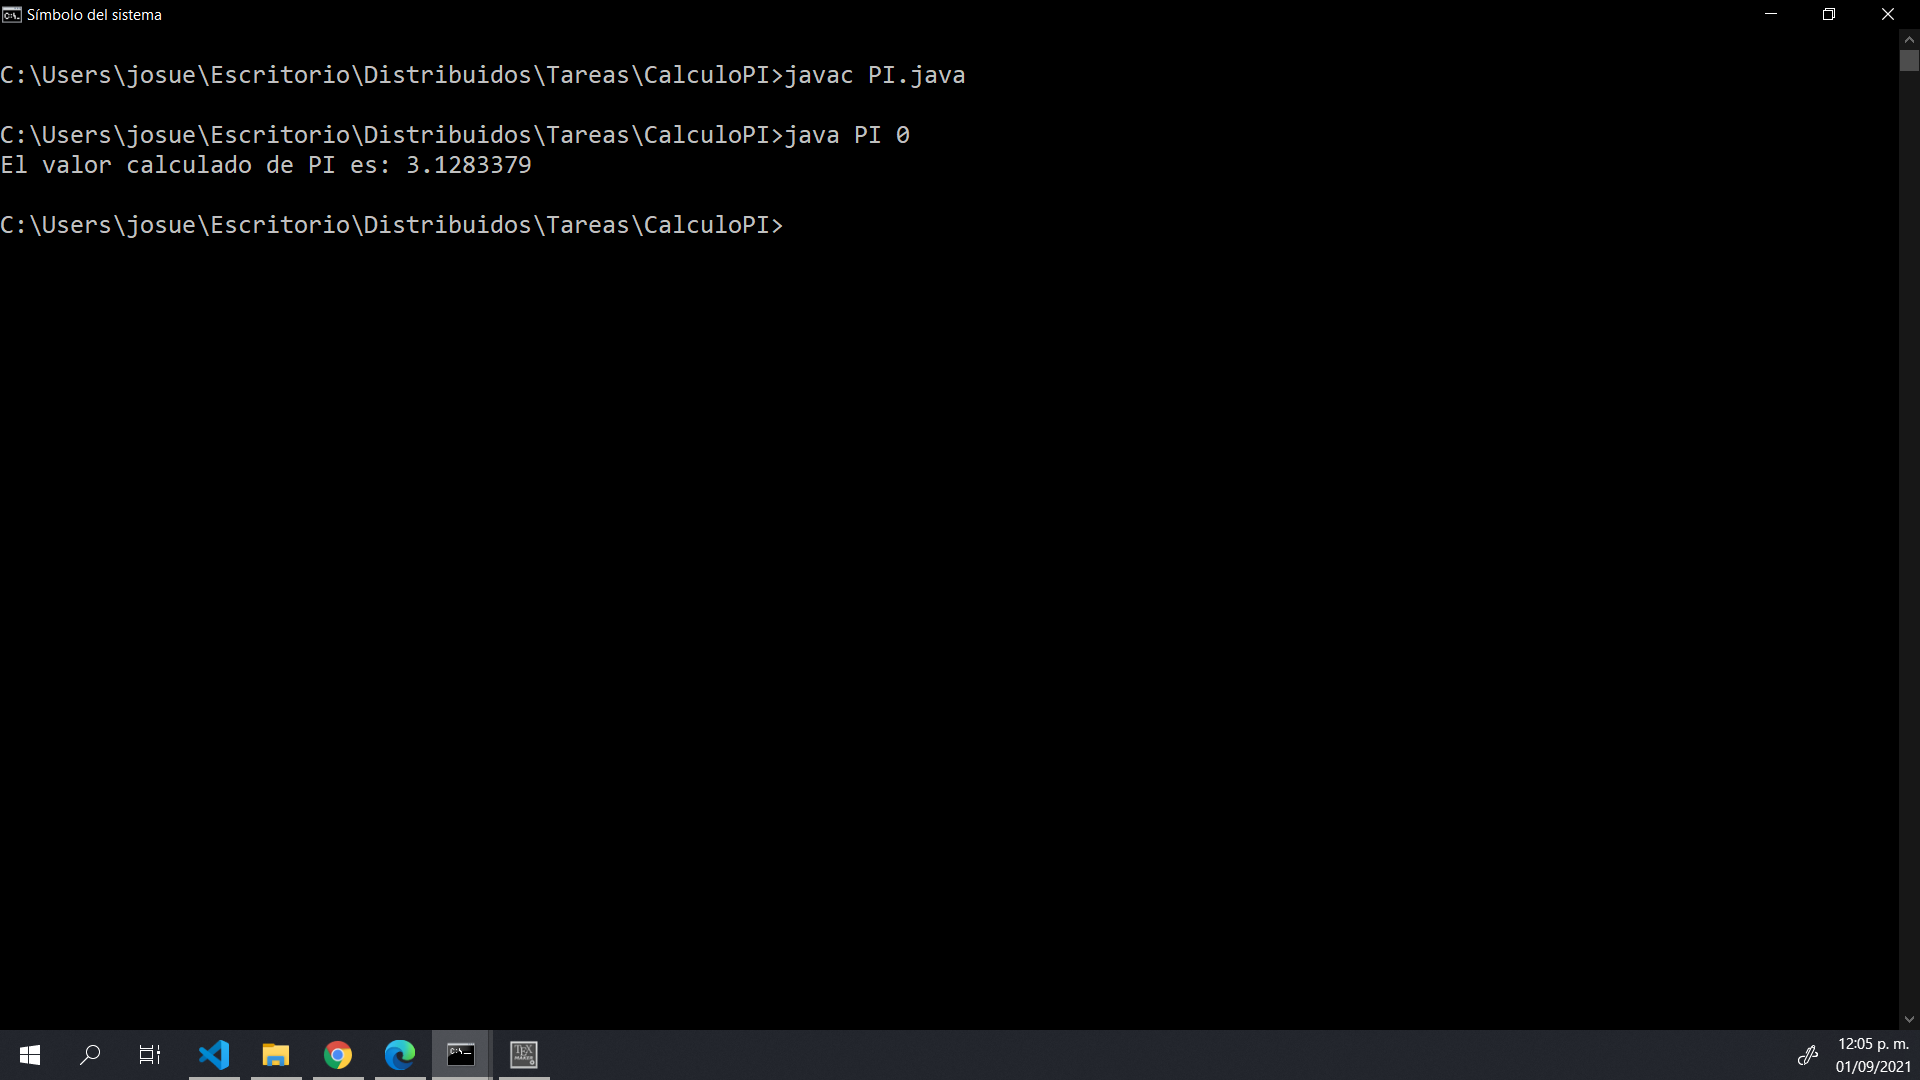 Símbolo del sistema
C:\Users\josue\Escritorio\Distribuidos\Tareas\CalculoPI>javac PI.java
C:\Users\josue\Escritorio\Distribuidos\Tareas\CalculoPI>java PI 0
El valor calculado de PI es: 3.1283379
C:\Users\josue\Escritorio\Distribuidos\Tareas\CalculoPI>
12:05 p. m.
01/09/2021